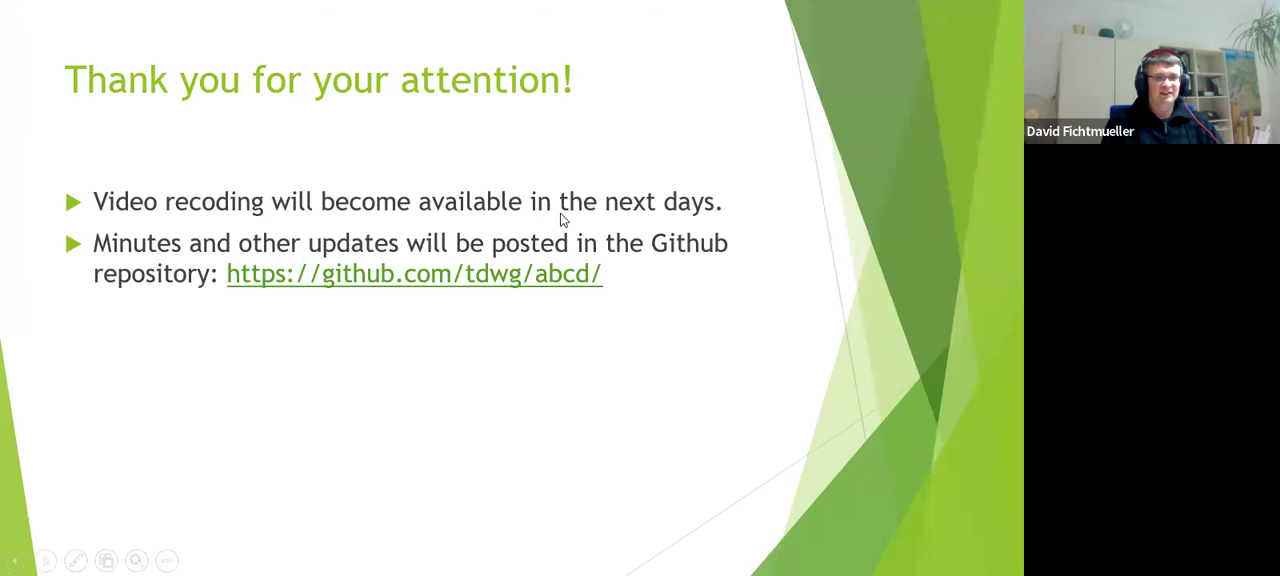 Thank you for your attention!
Video recoding will become available in the next days.
Minutes and other updates will be posted in the Github
repository: https://github.com/tdwg/abcd/
David Fichtmueller